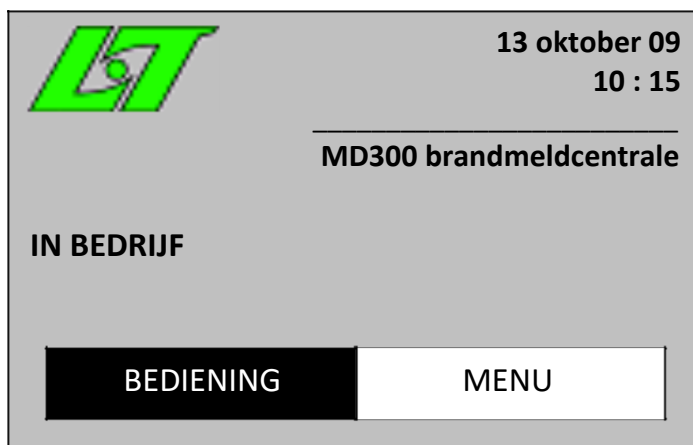 13 oktober 09
10 : 15
MD300 brandmeldcentrale
IN BEDRIJF
BEDIENING MENU